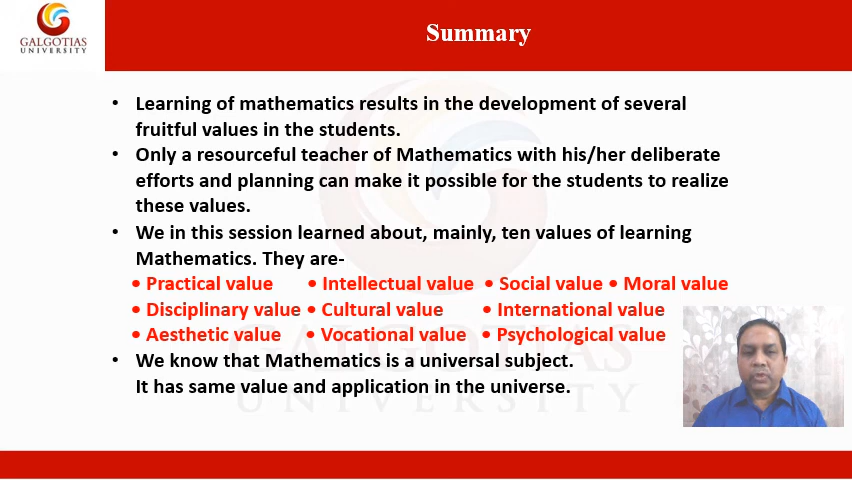 GALGOTIAS
UNIVERSITY
Summary
• Learning of mathematics results in the development of several
fruitful values in the students.
• Only a resourceful teacher of Mathematics with his/her deliberate
efforts and planning can make it possible for the students to realize
these values.
• We in this session learned about, mainly, ten values of learning
Mathematics. They are-
• Practical value • Intellectual value • Social value • Moral value
• Disciplinary value • Cultural value • International value
• Aesthetic value • Vocational value • Psychological value
• We know that Mathematics is a universal subject.
It has same value and application in the universe.
GALGOTIAS
UNIVERSITY